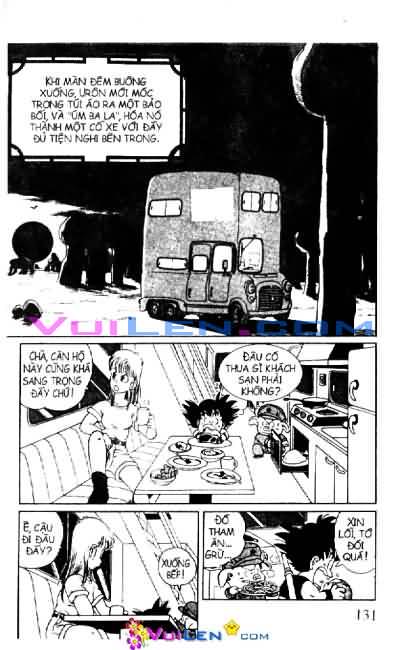 KHI MÀN ĐÊM BUÔNG
XUỐNG, URÔN MỚI MÓC
TRONG TÚI ÁO RA MỘT BẢO
BỐI, VÀ "ÚM BA LA", HÓA NÓ
THÀNH MỘT CỖ XE VỚI ĐẦY
ĐỦ TIỆN NGHI BÊN TRONG.
VuiLen.com
CHÀ, CĂN HỘ
NÀY CŨNG KHÁ
SANG TRỌNG
ĐẤY CHỨ!
ĐÂU CÓ
THUA GÌ KHÁCH
SẠN PHẢI
KHÔNG?
Ê, CẬU
ĐI ĐÂU
ĐẤY?
XUỐNG
BẾP!
ĐỒ
THAM
ĂN...
GRỪ...
XIN
LỖI, TỚ
ĐÓI
QUÁ!
131
VuiLen.com